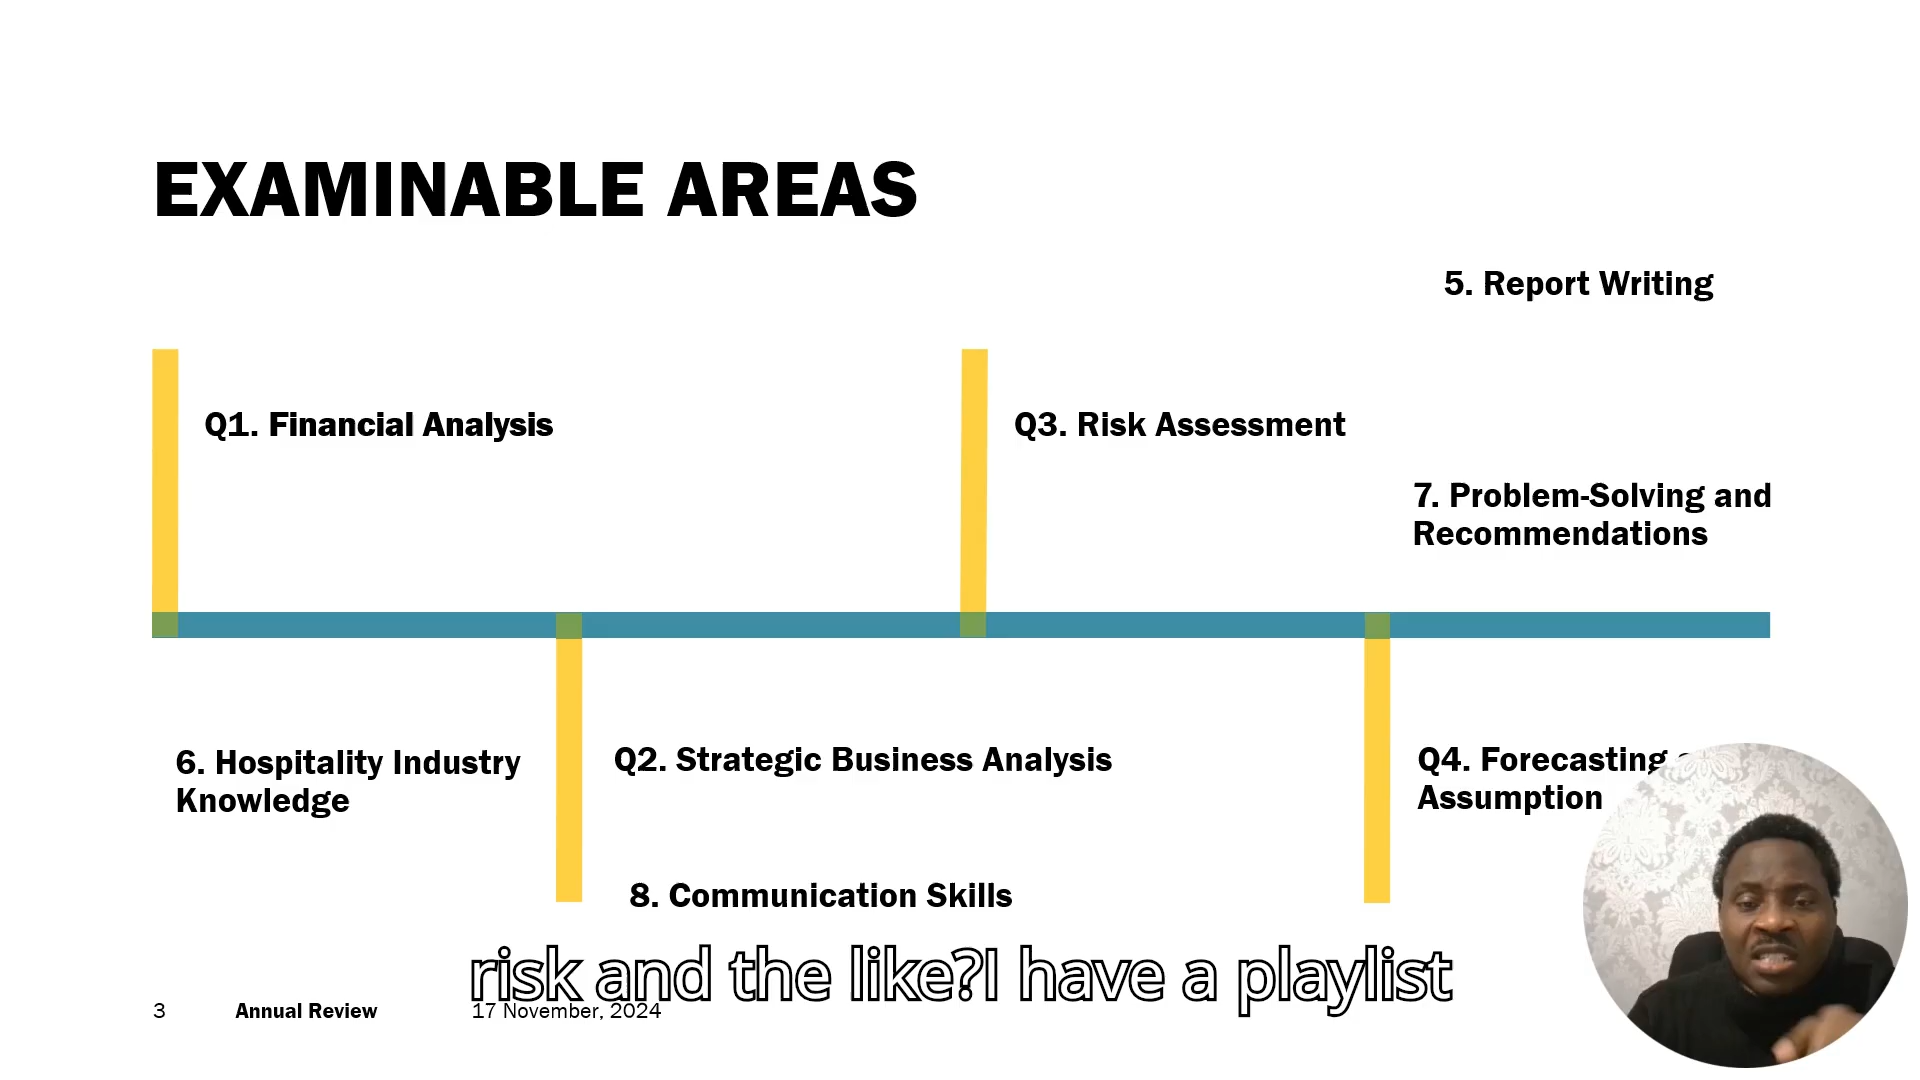 EXAMINABLE AREAS
5. Report Writing
Q1. Financial Analysis
Q3. Risk Assessment
7. Problem-Solving and
Recommendations
6. Hospitality Industry
Knowledge
Q2. Strategic Business Analysis
Q4. Forecasting
Assumption
8. Communication Skills
risk and the like?I have a playlist
3 Annual Review 17 November, 2024